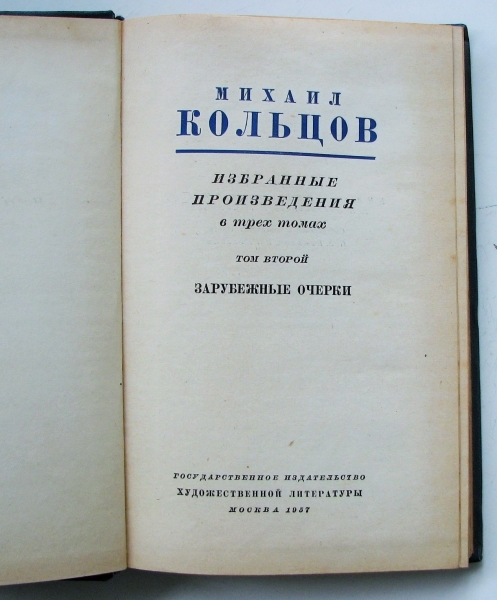 МИХАИЛ
КОЛЬЦОВ
ИЗБРАННЫЕ
ПРОИЗВЕДЕНИЯ
в трех томах
ТОМ ВТОРОЙ
ЗАРУБЕЖНЫЕ ОЧЕРКИ
ГОСУДАРСТВЕННОЕ ИЗДАТЕЛЬСТВО
ХУДОЖЕСТВЕННОЙ ЛИТЕРАТУРЫ
МОСКВА 1957